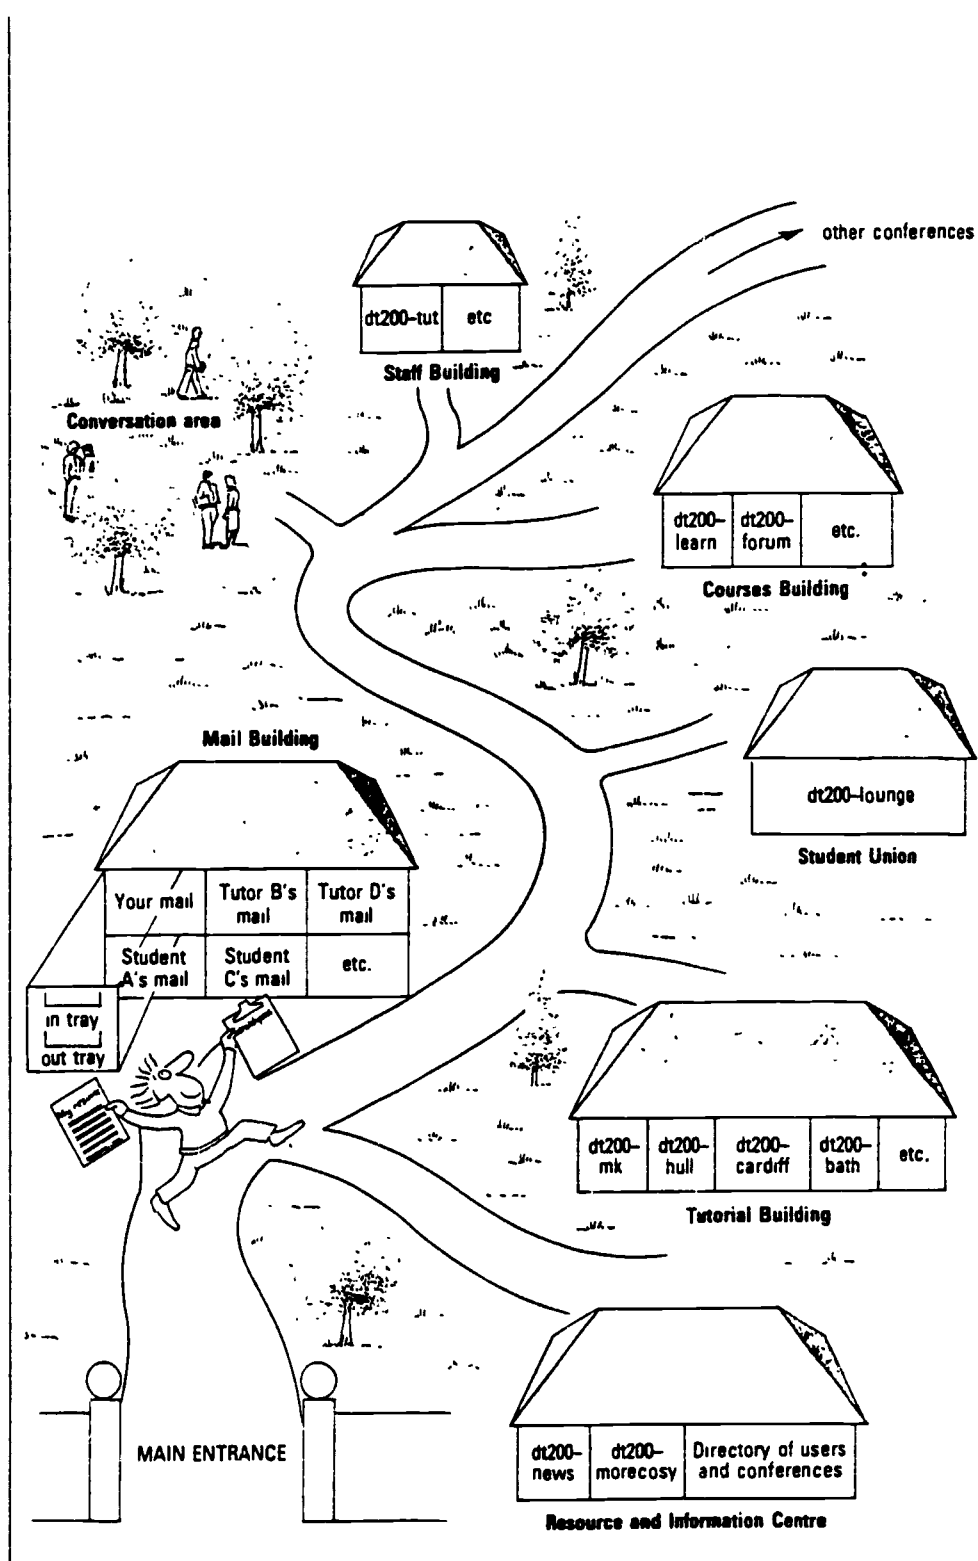 other conferences
dt200-tut
etc
Staff Building
Conversation area
dt200-
learn
dt200-
forum
etc.
Courses Building
Mail Building
Your mail
Tutor B's
mail
Tutor D's
mail
Student
A's mail
Student
C's mail
etc.
in tray
out tray
dt200-lounge
Student Union
My resume
dt200-
mk
dt200-
hull
dt200-
cardiff
dt200-
bath
etc.
Tutorial Building
MAIN ENTRANCE
dt200-
news
dt200-
morecosy
Directory of users
and conferences
Resource and Information Centre